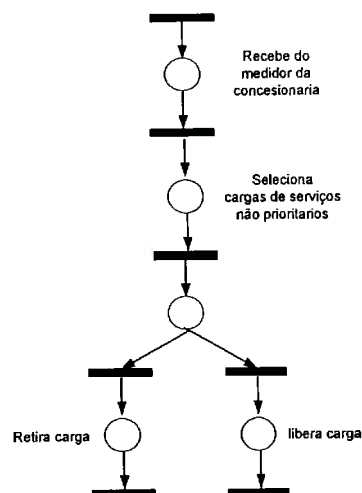 Recebe do
medidor da
concesionaria
Seleciona
cargas de serviços
não prioritarios
Retira carga
libera carga